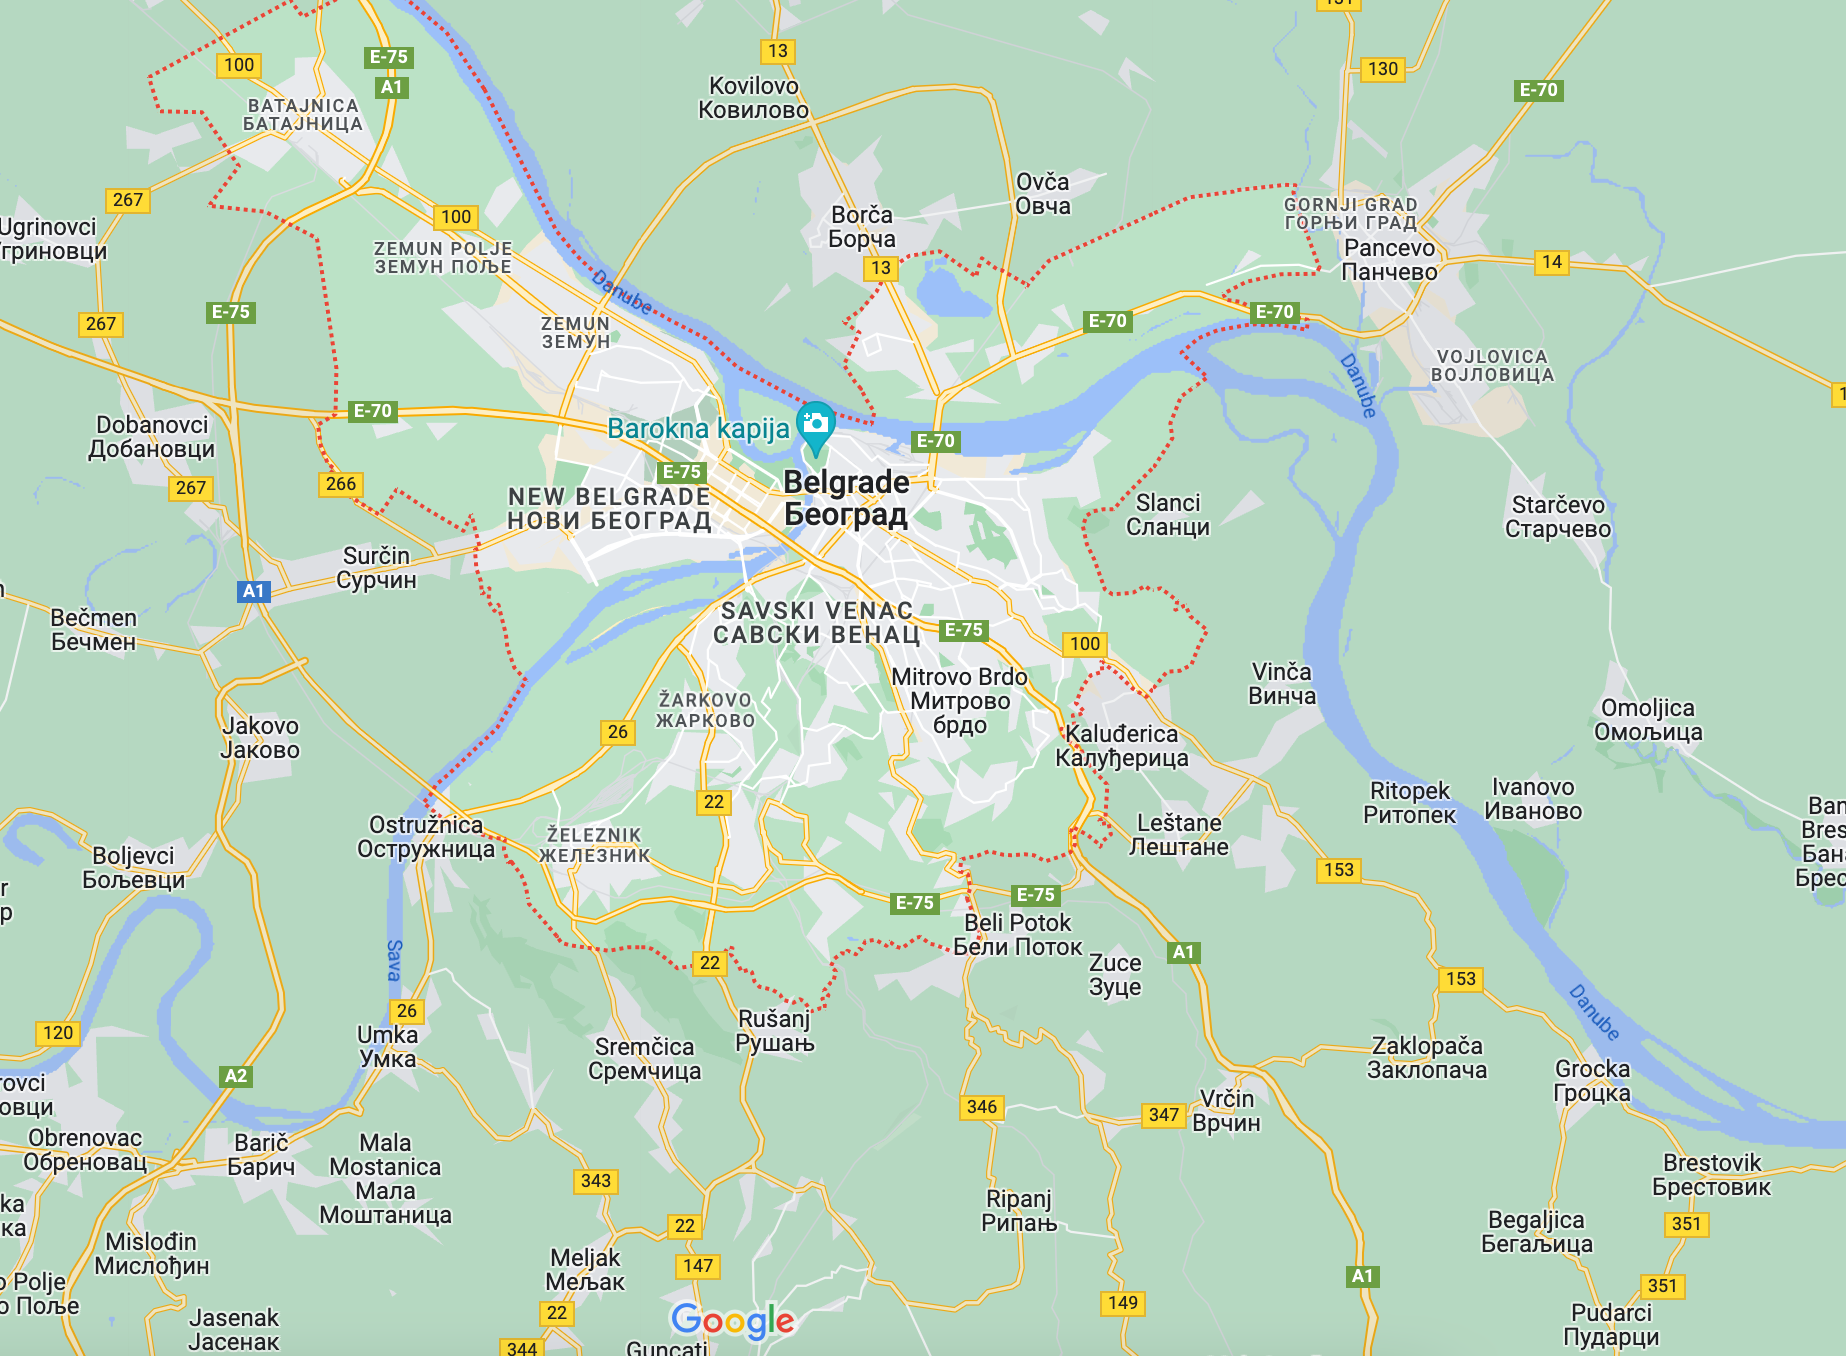 131
100
E-75
A1
13
130
E-70
Kovilovo
Ковилово
BATAJNICA
БАТАЈНИЦА
267
Ovča
Овча
100
Borča
Борча
GORNJI GRAD
ГОРЊИ ГРАД
Ugrinovci
ZEMUN POLJE
ЗЕМУН ПОЉЕ
Pancevo
Панчево
14
13
Danube
E-75
267
E-70
E-70
ZEMUN
ЗЕМУН
Danube
VOJLOVICA
ВОЈЛОВИЦА
E-70
Barokna kapija
Dobanovci
Добановци
E-70
E-75
266
267
Belgrade
Београд
NEW BELGRADE
НОВИ БЕОГРАД
Slanci
Сланци
Starčevo
Старчево
Surčin
Сурчин
A1
Bečmen
Бечмен
SAVSKI VENAC
САВСКИ ВЕНАЦ
E-75
100
Mitrovo Brdo
Митрово
брдо
Vinča
Винча
ŽARKOVO
ЖАРКОВО
Omoljica
Омољица
Jakovo
Јаково
26
Kaluđerica
Калуђерица
22
Ritopek
Ритопек
Ivanovo
Иваново
Ostružnica
Остружница
ŽELEZNIK
ЖЕЛЕЗНИК
Leštane
Лештане
Boljevci
Бољевци
153
E-75
E-75
Beli Potok
Бели Поток
Sava
22
A1
Zuce
Зуце
153
26
Danube
120
Umka
Умка
Rušanj
Рушањ
Sremčica
Сремчица
Zaklopača
Заклопача
A2
Grocka
Гроцка
346
347
Vrčin
Врчин
Obrenovac
Обреновац
Barič
Барич
Mala
Mostanica
Мала
Моштаница
343
Brestovik
Брестовик
Ripanj
Рипањ
22
Begaljica
Бегаљица
351
Mislođin
Мислођин
Meljak
Мељак
147
A1
351
Polje
Поље
149
22
Google
Jasenak
Јасенак
Pudarci
Пударци
344
Guncati